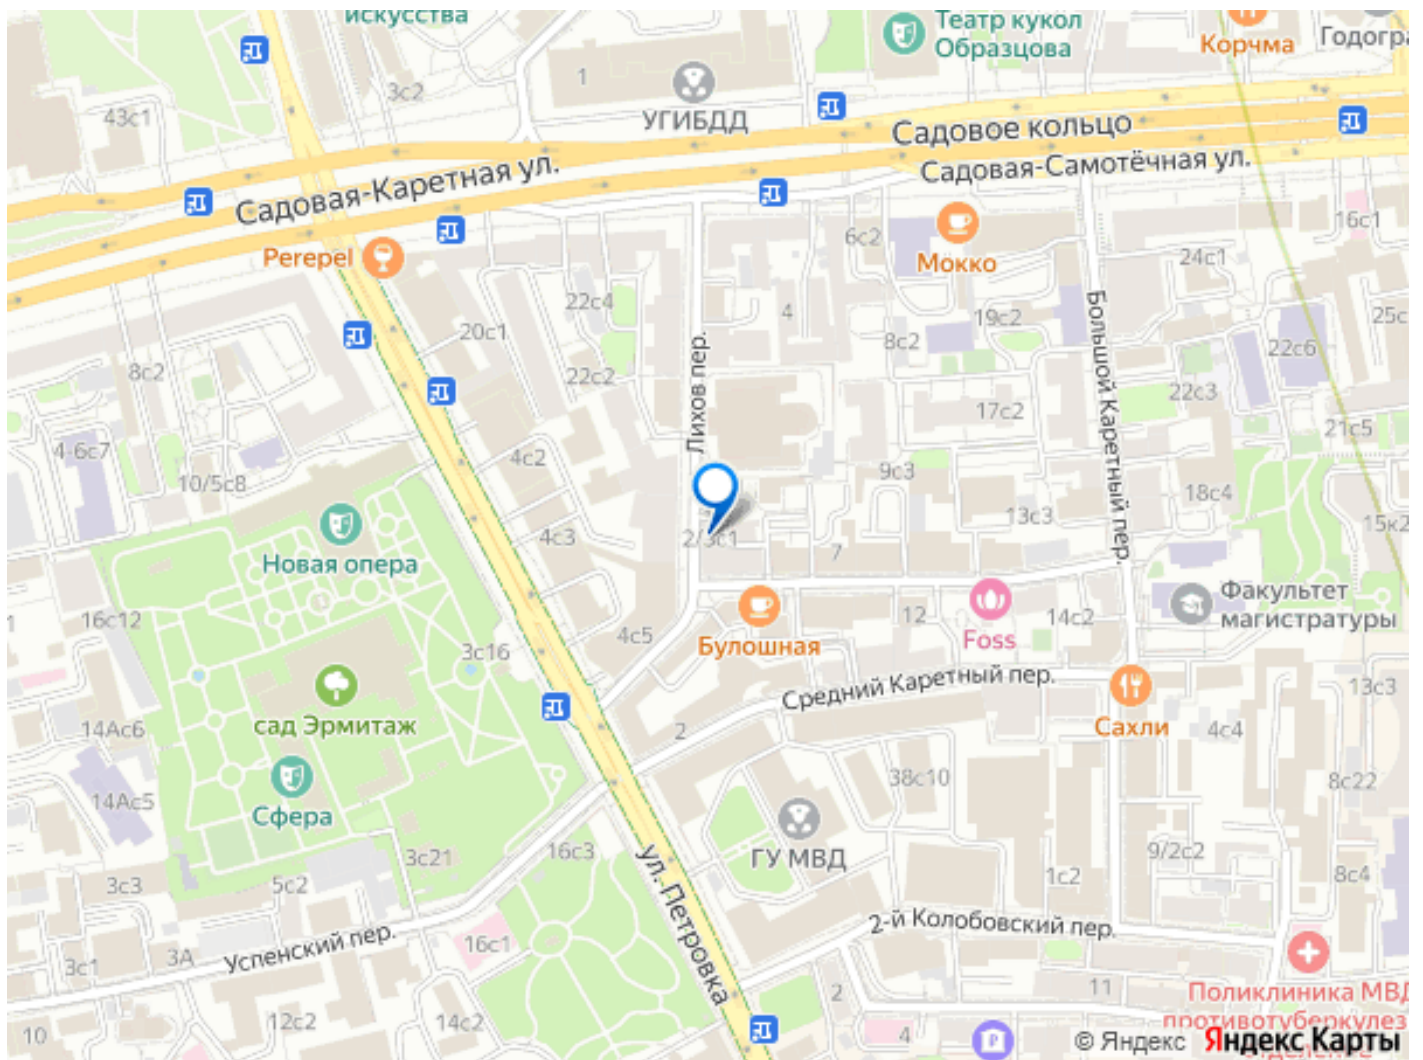 искусства
Театр кукол
Образцова
Корчма
Годогра
1
3с2
43с1
УГИБДД
Садовое кольцо
Садовая-Самотёчная ул.
Садовая-Каретная ул.
16с1
6с2
Мокко
24с1
Perepel
22с4
4
20с1
19с2
25с
Большой Каретный пер.
Лихов пер.
8с2
22с6
8с2
22с2
22с3
17с2
21с5
4-6с7
4с2
9с3
10/5с8
18с4
13с3
15к2
4с3
2/3с1
7
Новая опера
Факультет
магистратуры
16с12
1
12
14с2
4с5
Булошная
Foss
3с16
Средний Каретный пер.
13с3
сад Эрмитаж
14Ас6
2
Сахли
4с4
38с10
8с22
14Ас5
Сфера
ГУ МВД
3с21
16с3
9/2с2
3с3
5с2
1с2
8с4
ул. Петровка
2-й Колобовский пер.
Успенский пер.
16с1
3А
3с1
2
11
Поликлиника МВД
противотуберкулез
12с2
14с2
10
4
© Яндекс
Яндекс Карты